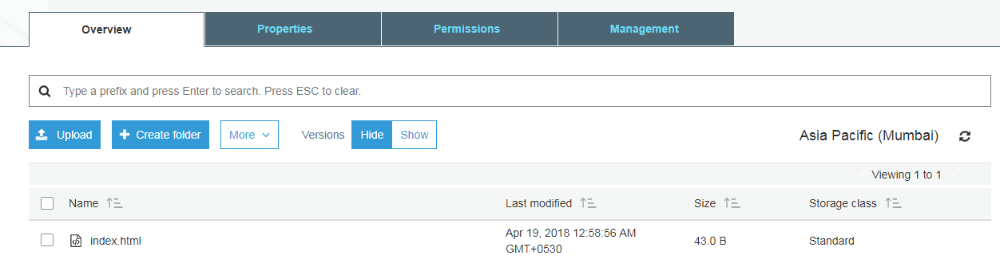 Overview Properties Permissions Management
Type a prefix and press Enter to search. Press ESC to clear.
Upload Create folder More Versions Hide Show Asia Pacific (Mumbai)
Viewing 1 to 1
Name Last modified Size Storage class
index.html Apr 19, 2018 12:58:56 AM 43.0 B Standard
GMT+0530